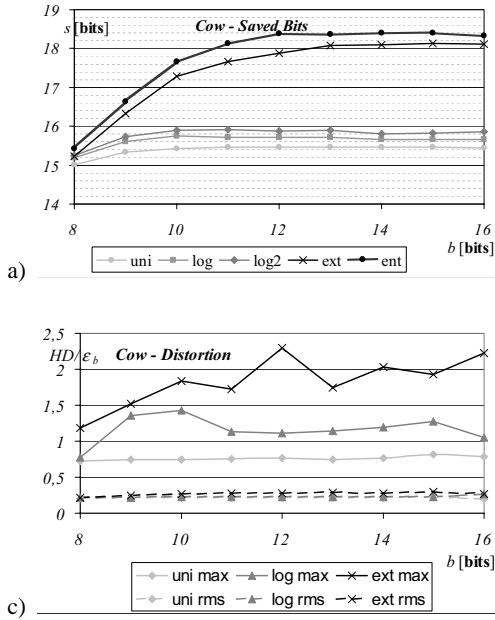 19
s [bits]
Cow - Saved Bits
18
17
16
15
14
8 10 12 14 16
b [bits]
uni log log2 ext ent
a)
2,5
HD/εb Cow - Distortion
2
1,5
1
0,5
0
8 10 12 14 16
b [bits]
uni max log max ext max
uni rms log rms ext rms
c)